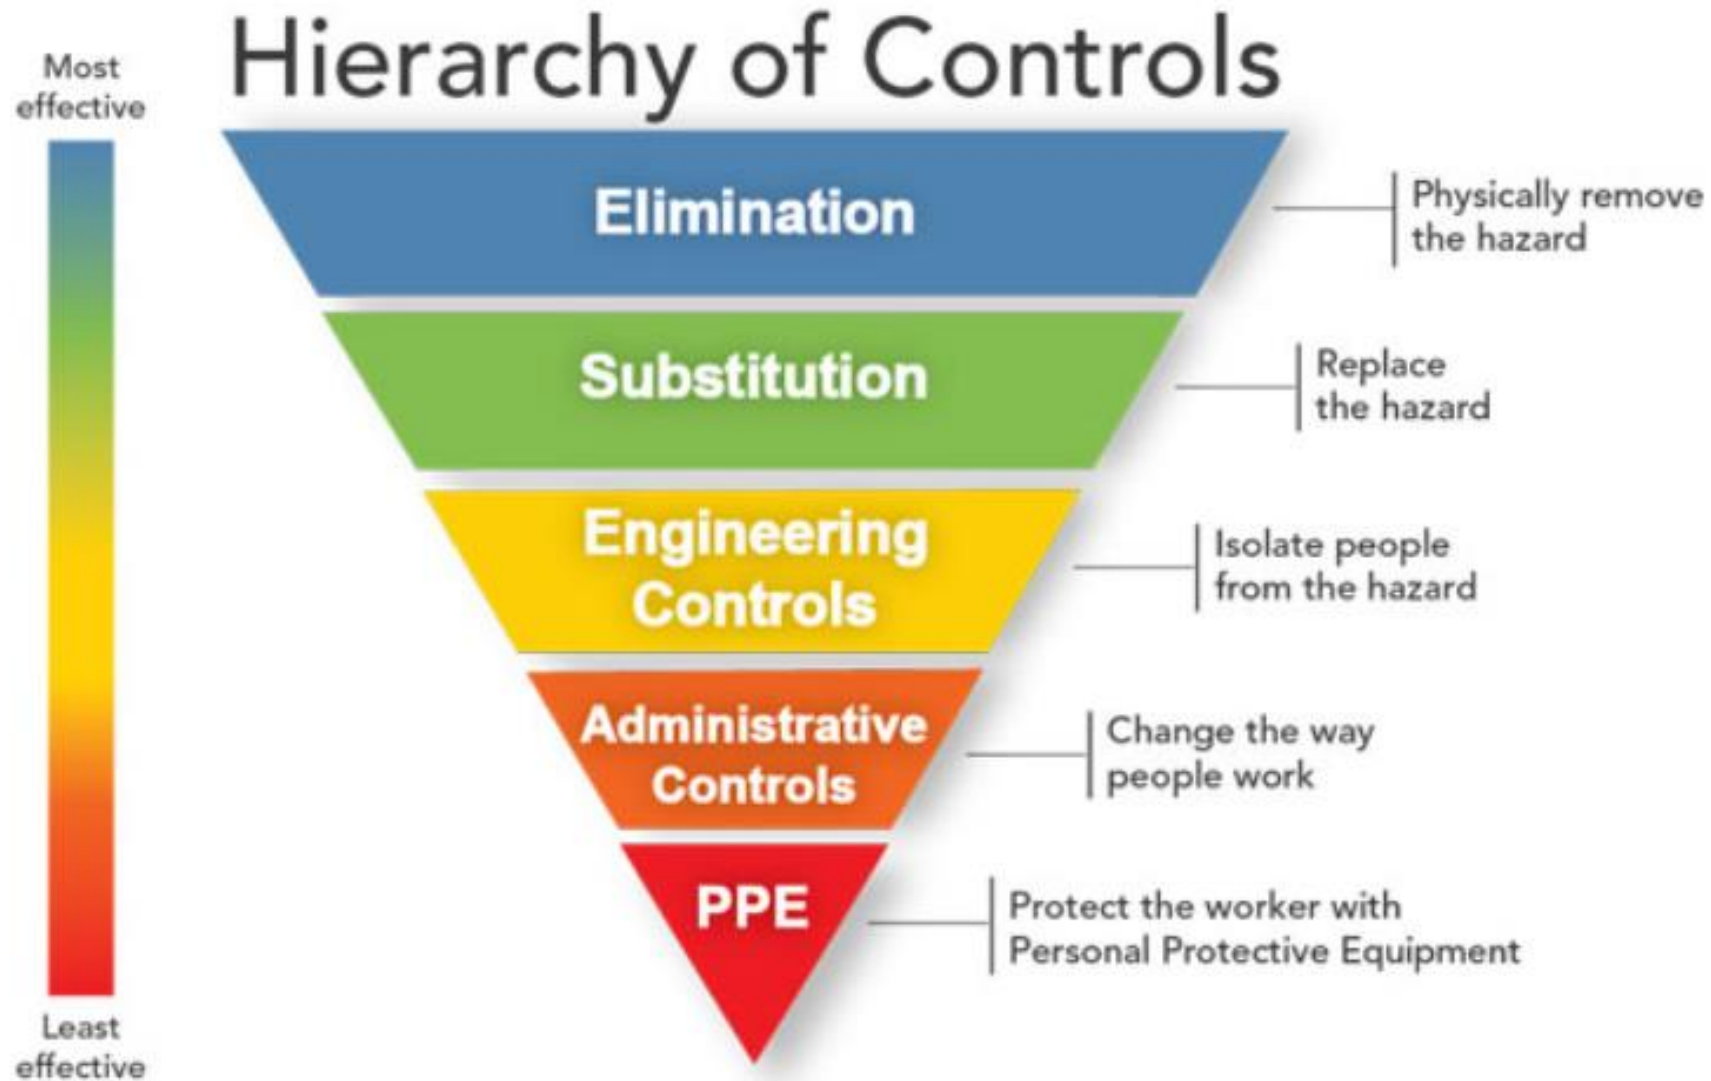 Hierarchy of Controls
Most
effective
Elimination
Physically remove
the hazard
Substitution
Replace
the hazard
Engineering
Controls
Isolate people
from the hazard
Administrative
Controls
Change the way
people work
PPE
Protect the worker with
Personal Protective Equipment
Least
effective